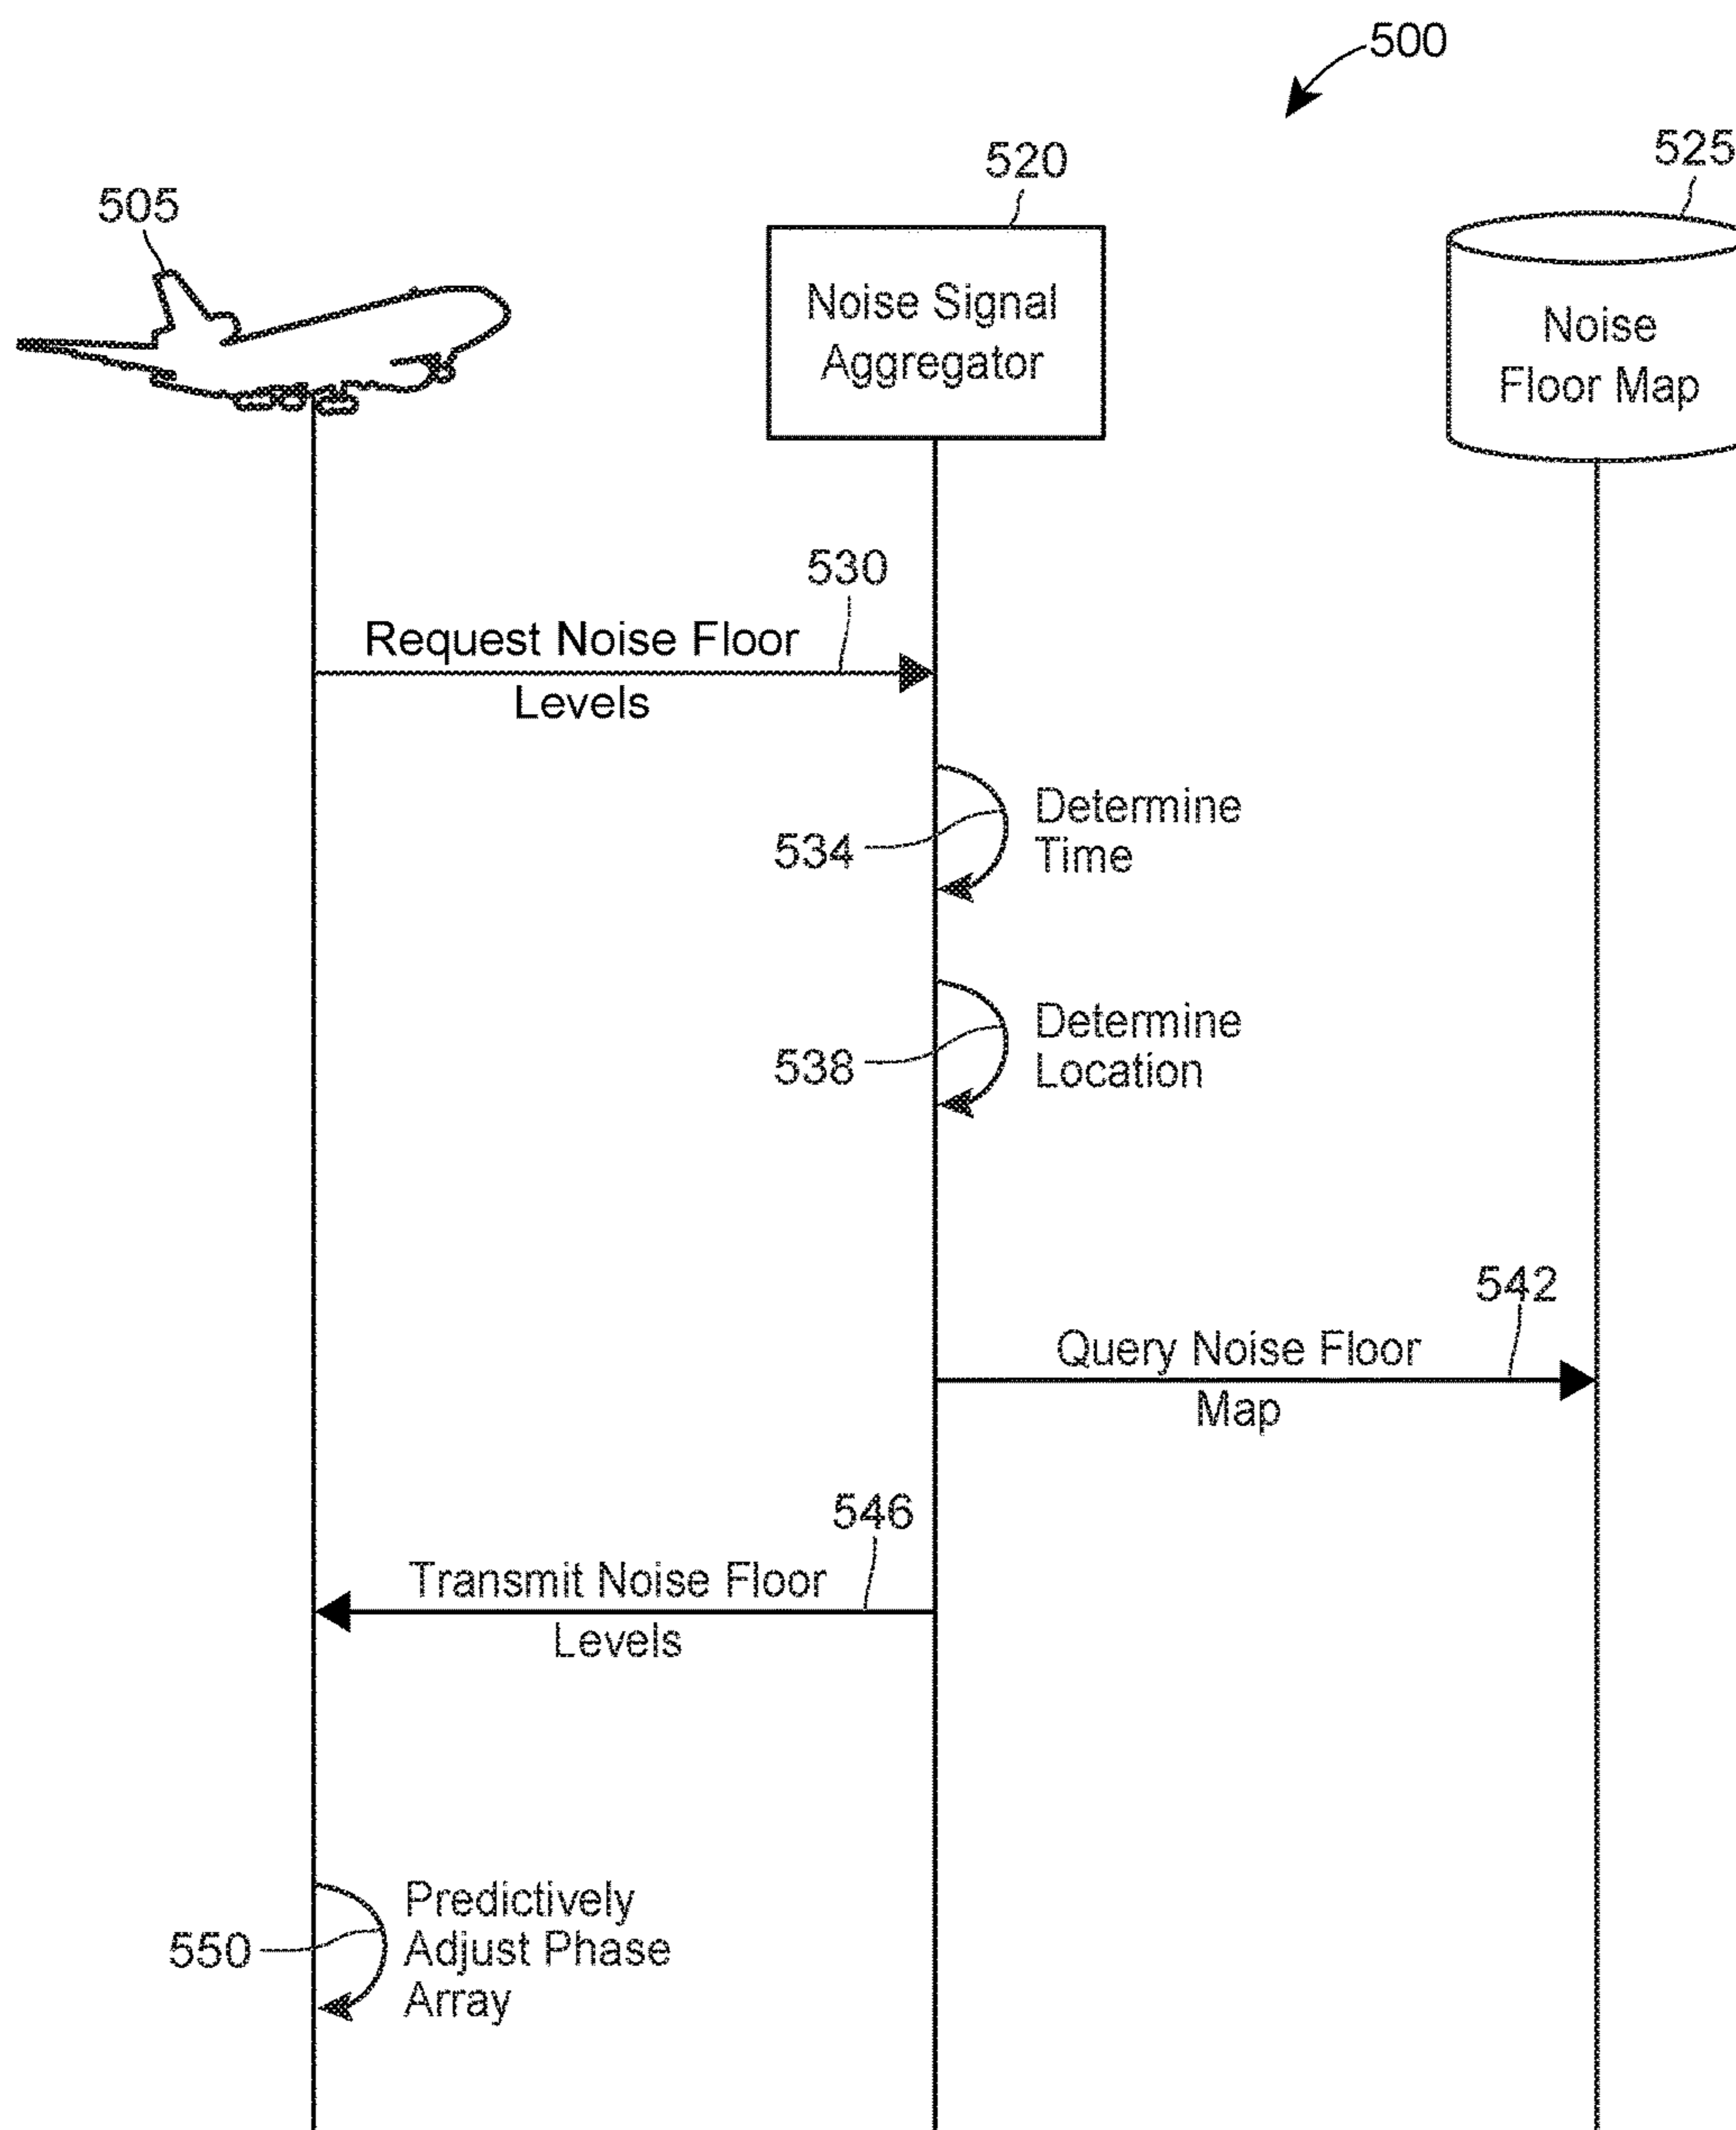 500
520
525
505
Noise Signal
Aggregator
Noise
Floor Map
530
Request Noise Floor
Levels
534
Determine
Time
538
Determine
Location
542
Query Noise Floor
Map
546
Transmit Noise Floor
Levels
550
Predictively
Adjust Phase
Array